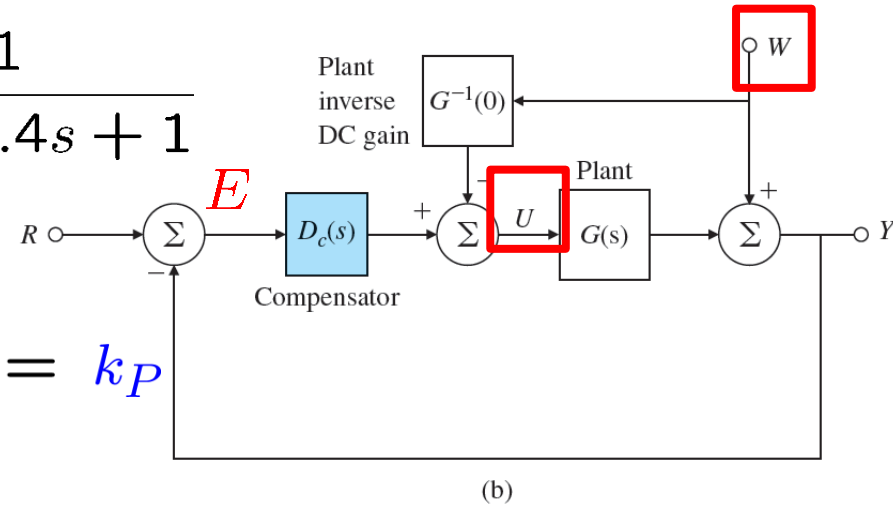 1
.4s + 1
Plant
inverse
DC gain
G⁻¹(0)
W
−
E
Plant
+
R
Σ
D_c(s)
+
Σ
U
G(s)
Σ
Y
−
Compensator
= k_P
(b)